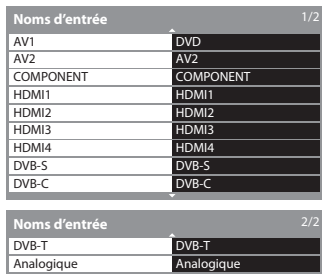 Noms d'entrée 1/2
AV1 DVD
AV2 AV2
COMPONENT COMPONENT
HDMI1 HDMI1
HDMI2 HDMI2
HDMI3 HDMI3
HDMI4 HDMI4
DVB-S DVB-S
DVB-C DVB-C
Noms d'entrée 2/2
DVB-T DVB-T
Analogique Analogique